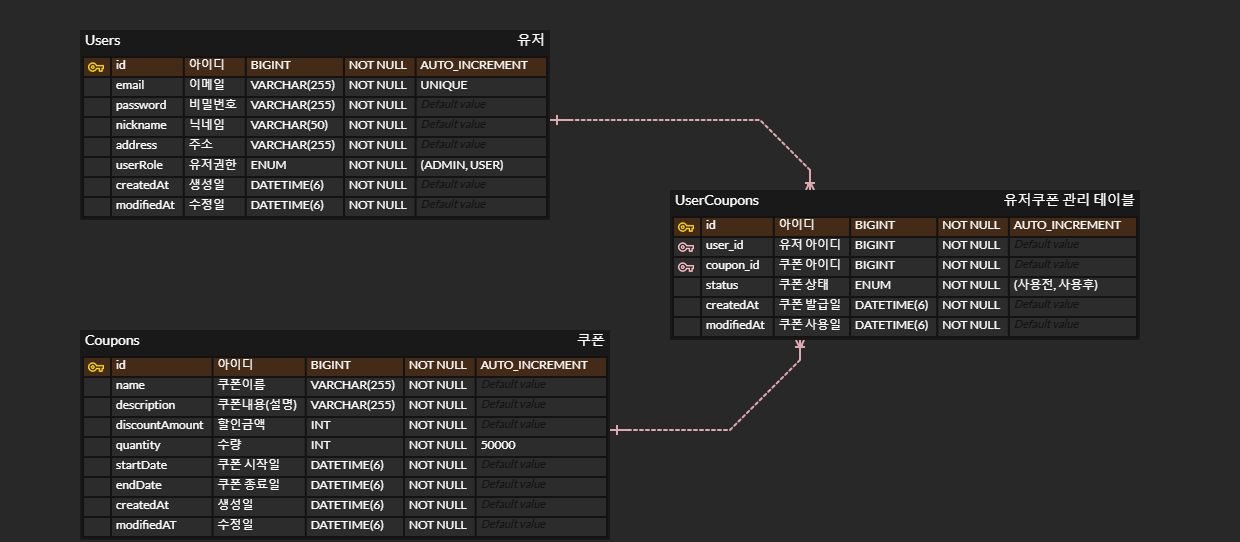 Users 유저
id 아이디 BIGINT NOT NULL AUTO_INCREMENT
email 이메일 VARCHAR(255) NOT NULL UNIQUE
password 비밀번호 VARCHAR(255) NOT NULL Default value
nickname 닉네임 VARCHAR(50) NOT NULL Default value
address 주소 VARCHAR(255) NOT NULL Default value
userRole 유저권한 ENUM NOT NULL (ADMIN, USER)
createdAt 생성일 DATETIME(6) NOT NULL Default value
modifiedAt 수정일 DATETIME(6) NOT NULL Default value
UserCoupons 유저쿠폰 관리 테이블
id 아이디 BIGINT NOT NULL AUTO_INCREMENT
user_id 유저 아이디 BIGINT NOT NULL Default value
coupon_id 쿠폰 아이디 BIGINT NOT NULL Default value
status 쿠폰 상태 ENUM NOT NULL (사용전, 사용후)
createdAt 쿠폰 발급일 DATETIME(6) NOT NULL Default value
modifiedAt 쿠폰 사용일 DATETIME(6) NOT NULL Default value
Coupons 쿠폰
id 아이디 BIGINT NOT NULL AUTO_INCREMENT
name 쿠폰이름 VARCHAR(255) NOT NULL Default value
description 쿠폰내용(설명) VARCHAR(255) NOT NULL Default value
discountAmount 할인금액 INT NOT NULL Default value
quantity 수량 INT NOT NULL 50000
startDate 쿠폰 시작일 DATETIME(6) NOT NULL Default value
endDate 쿠폰 종료일 DATETIME(6) NOT NULL Default value
createdAt 생성일 DATETIME(6) NOT NULL Default value
modifiedAT 수정일 DATETIME(6) NOT NULL Default value